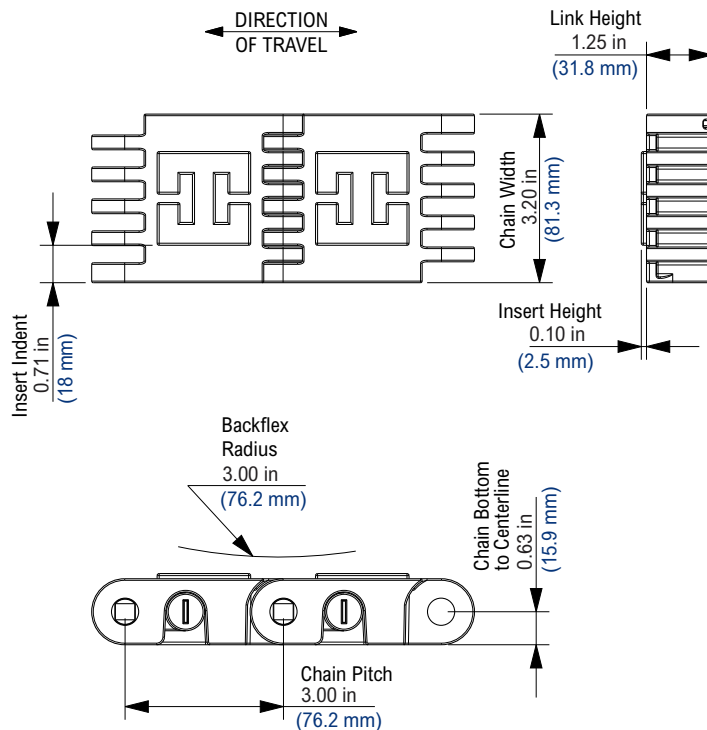 DIRECTION
OF TRAVEL
Link Height
1.25 in
(31.8 mm)
Chain Width
3.20 in
(81.3 mm)
Insert Indent
0.71 in
(18 mm)
Insert Height
0.10 in
(2.5 mm)
Backflex
Radius
3.00 in
(76.2 mm)
Chain Bottom
to Centerline
0.63 in
(15.9 mm)
Chain Pitch
3.00 in
(76.2 mm)